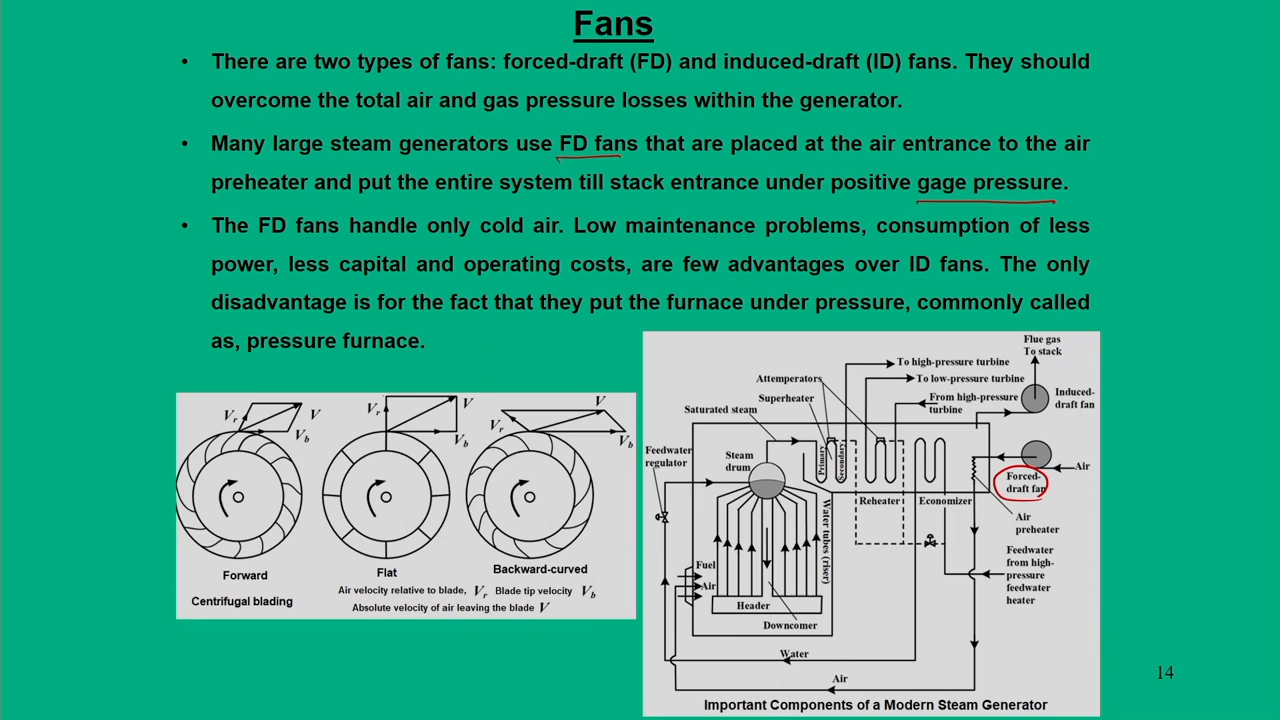 Fans
• There are two types of fans: forced-draft (FD) and induced-draft (ID) fans. They should
overcome the total air and gas pressure losses within the generator.
• Many large steam generators use FD fans that are placed at the air entrance to the air
preheater and put the entire system till stack entrance under positive gage pressure.
• The FD fans handle only cold air. Low maintenance problems, consumption of less
power, less capital and operating costs, are few advantages over ID fans. The only
disadvantage is for the fact that they put the furnace under pressure, commonly called
as, pressure furnace.
Vr V Vb
Vr V Vb
Vr V Vb
Forward
Flat
Backward-curved
Centrifugal blading
Air velocity relative to blade, Vr Blade tip velocity Vb
Absolute velocity of air leaving the blade V
Flue gas
To stack
To high-pressure turbine
Attemperators
To low-pressure turbine
Induced-
draft fan
Superheater
From high-pressure
turbine
Saturated steam
Feedwater
regulator
Steam
drum
Primary
Secondary
Air
Forced-
draft fan
Reheater
Economizer
Air
preheater
Water tubes (riser)
Fuel
Air
Feedwater
from high-
pressure
feedwater
heater
Header
Downcomer
Water
Air
Important Components of a Modern Steam Generator
14